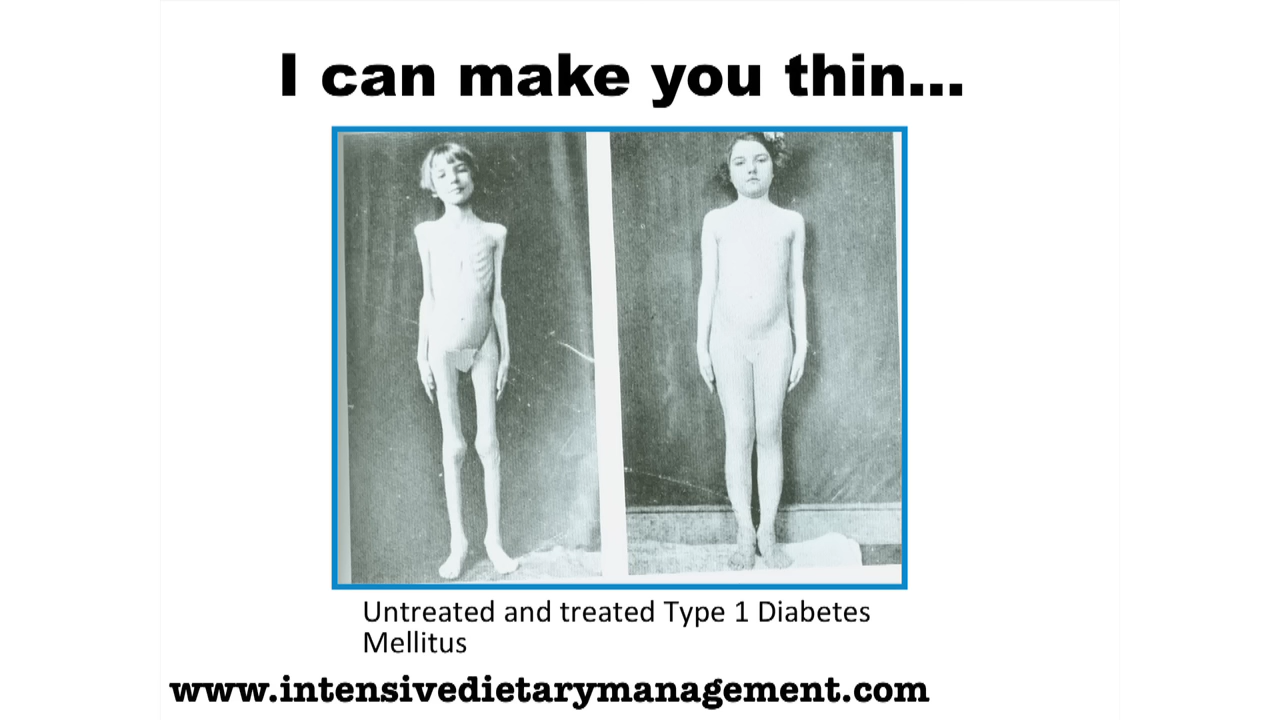 I can make you thin...
Untreated and treated Type 1 Diabetes
Mellitus
www.intensivedietarymanagement.com